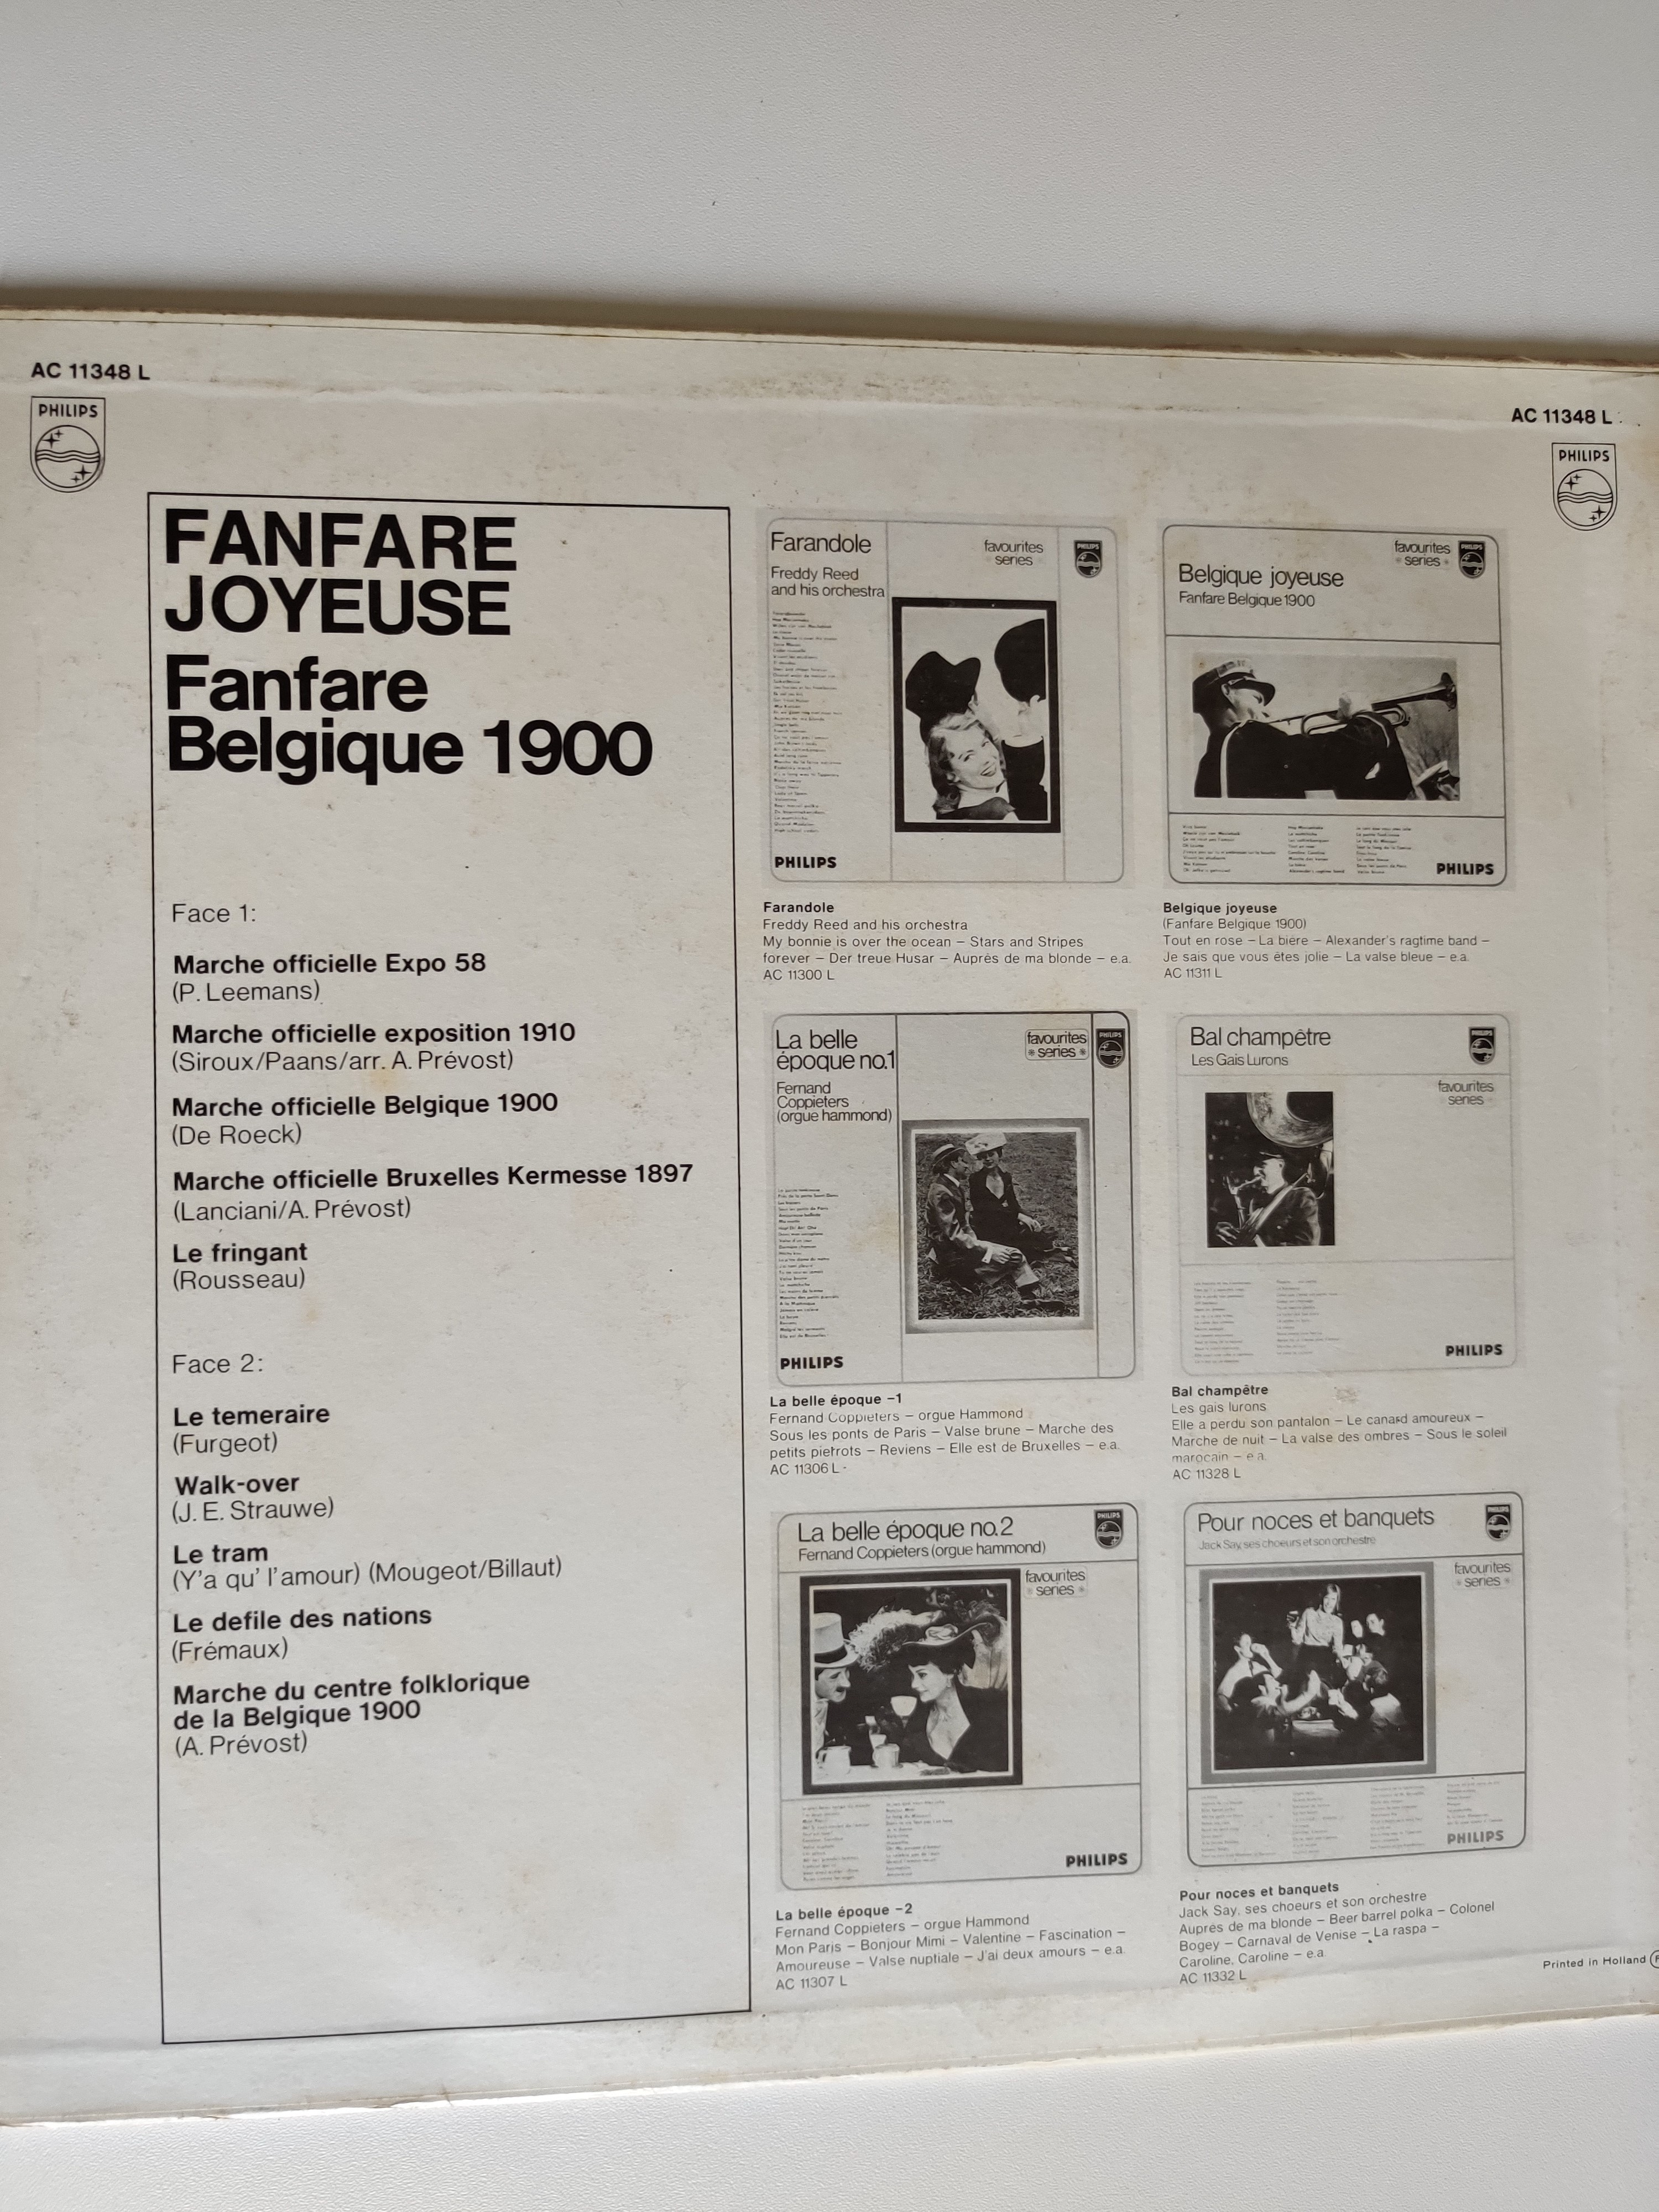 AC 11348 L
PHILIPS
AC 11348 L
PHILIPS
FANFARE
JOYEUSE
Fanfare
Belgique 1900
Face 1:
Marche officielle Expo 58
(P. Leemans)
Marche officielle exposition 1910
(Siroux/Paans/arr. A. Prévost)
Marche officielle Belgique 1900
(De Roeck)
Marche officielle Bruxelles Kermesse 1897
(Lanciani/A. Prévost)
Le fringant
(Rousseau)
Face 2:
Le temeraire
(Furgeot)
Walk-over
(J. E. Strauwe)
Le tram
(Y'a qu' l'amour) (Mougeot/Billaut)
Le defile des nations
(Frémaux)
Marche du centre folklorique
de la Belgique 1900
(A. Prévost)
Farandole
Freddy Reed
and his orchestra
favourites
series
PHILIPS
PHILIPS
Farandole
Freddy Reed and his orchestra
My bonnie is over the ocean – Stars and Stripes
forever – Der treue Husar – Auprès de ma blonde – e.a.
AC 11300 L
Belgique joyeuse
Fanfare Belgique 1900
favourites
series
PHILIPS
PHILIPS
Belgique joyeuse
(Fanfare Belgique 1900)
Tout en rose – La bière – Alexander's ragtime band –
Je sais que vous êtes jolie – La valse bleue – e.a.
AC 11311 L
La belle
époque no.1
Fernand
Coppieters
(orgue hammond)
favourites
series
PHILIPS
PHILIPS
La belle époque –1
Fernand Coppieters – orgue Hammond
Sous les ponts de Paris – Valse brune – Marche des
petits pierrots – Reviens – Elle est de Bruxelles – e.a.
AC 11306 L
Bal champêtre
Les Gais Lurons
PHILIPS
favourites
series
PHILIPS
Bal champêtre
Les gais lurons
Elle a perdu son pantalon – Le canard amoureux –
Marche de nuit – La valse des ombres – Sous le soleil
marocain – e.a.
AC 11328 L
La belle époque no.2
Fernand Coppieters (orgue hammond)
PHILIPS
favourites
series
PHILIPS
La belle époque –2
Fernand Coppieters – orgue Hammond
Mon Paris – Bonjour Mimi – Valentine – Fascination –
Amoureuse – Valse nuptiale – J'ai deux amours – e.a.
AC 11307 L
Pour noces et banquets
Jack Say, ses choeurs et son orchestre
PHILIPS
favourites
series
PHILIPS
Pour noces et banquets
Jack Say, ses choeurs et son orchestre
Auprès de ma blonde – Beer barrel polka – Colonel
Bogey – Carnaval de Venise – La raspa –
Caroline, Caroline – e.a.
AC 11332 L
Printed in Holland